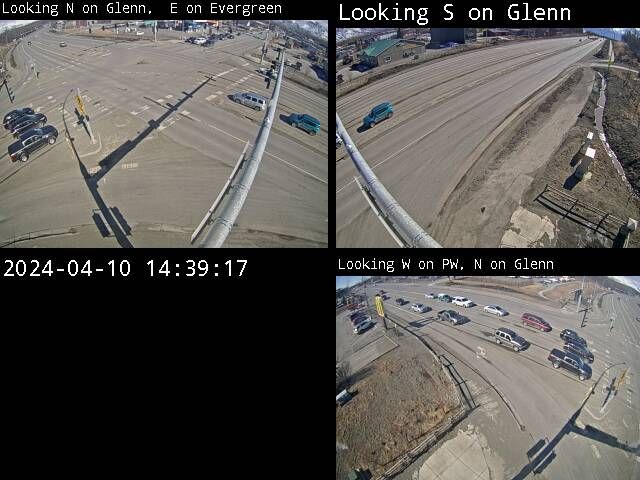 Looking N on Glenn, E on Evergreen
Looking S on Glenn
2024-04-10 14:39:17
Looking W on PW, N on Glenn